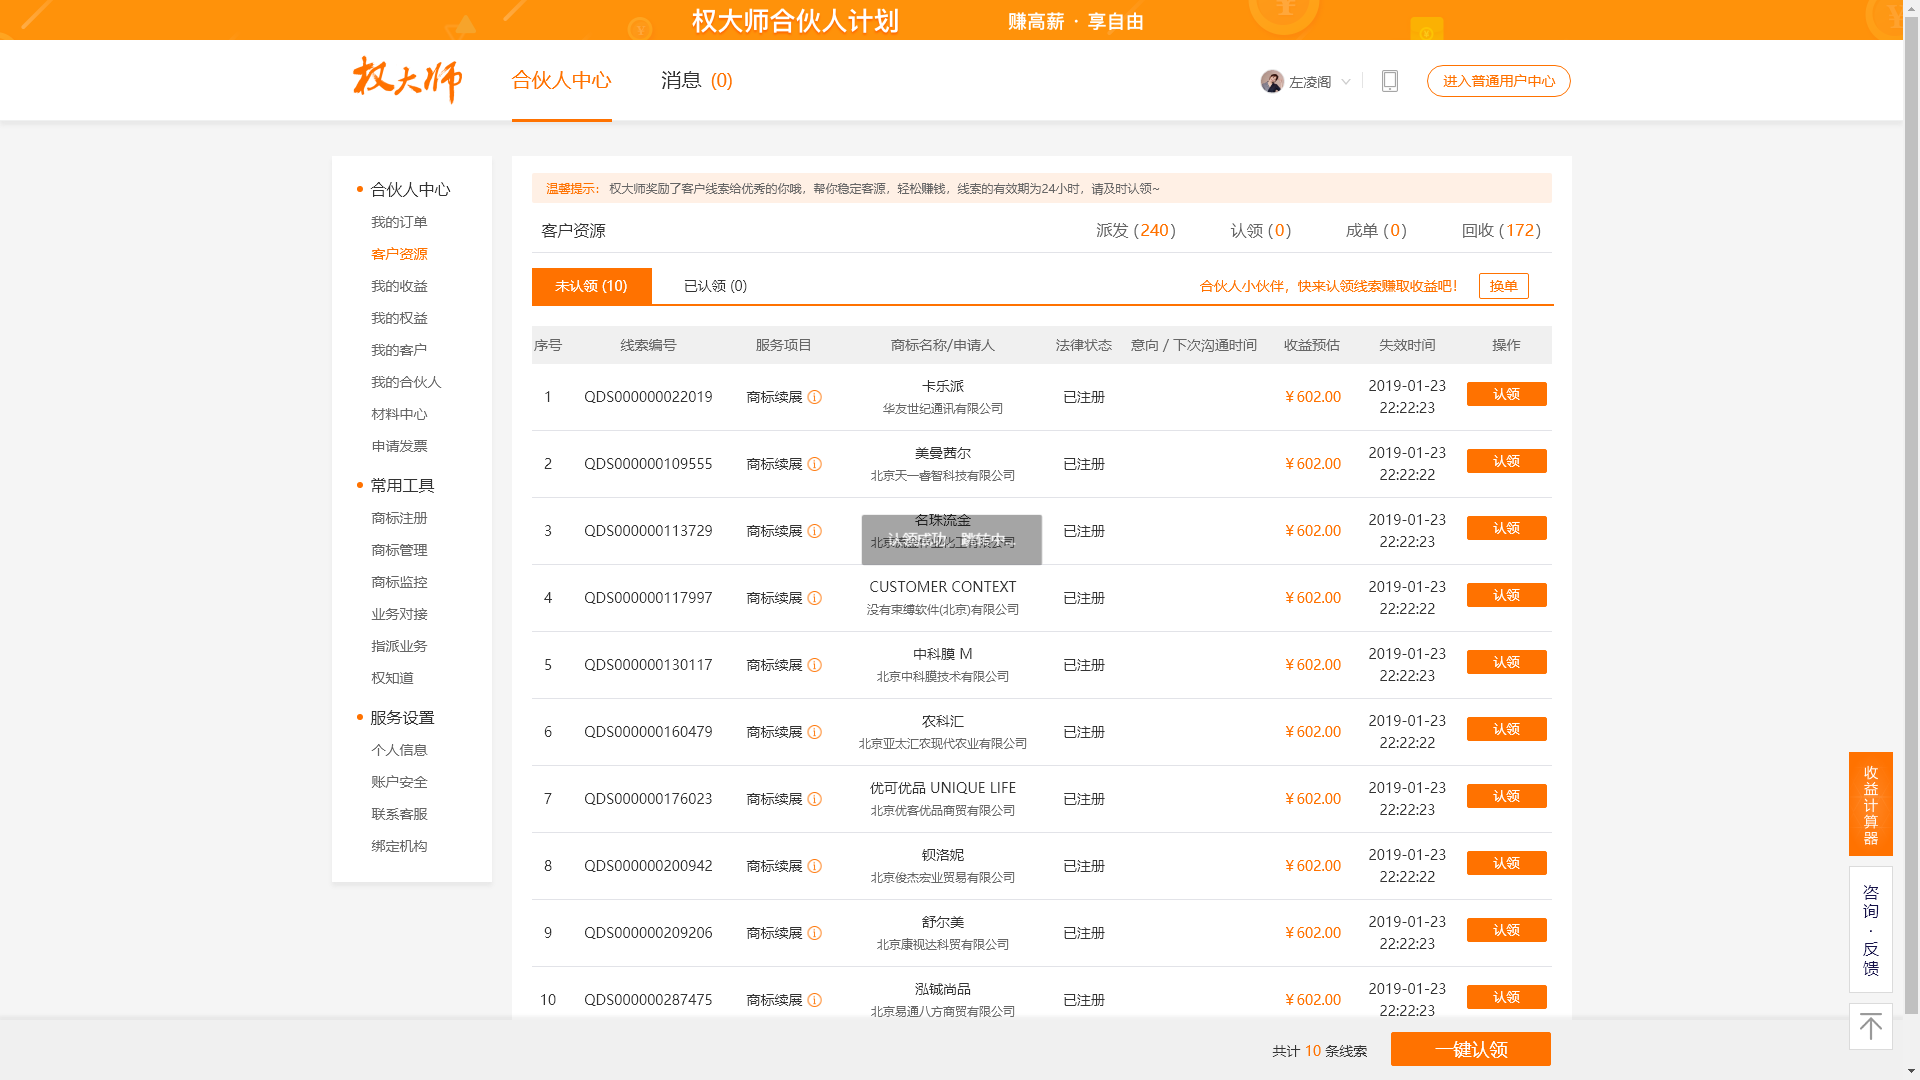 权大师合伙人计划 赚高薪 · 享自由
权大师
合伙人中心
消息 (0)
左凌阁
进入普通用户中心
合伙人中心
我的订单
客户资源
我的收益
我的权益
我的客户
我的合伙人
材料中心
申请发票
常用工具
商标注册
商标管理
商标监控
业务对接
指派业务
权知道
服务设置
个人信息
账户安全
联系客服
绑定机构
温馨提示: 权大师奖励了客户线索给优秀的你哦，帮你稳定客源，轻松赚钱，线索的有效期为24小时，请及时认领~
客户资源 派发 (240) 认领 (0) 成单 (0) 回收 (172)
未认领 (10) 已认领 (0) 合伙人小伙伴，快来认领线索赚取收益吧! 换单
序号 线索编号 服务项目 商标名称/申请人 法律状态 意向 / 下次沟通时间 收益预估 失效时间 操作
1 QDS000000022019 商标续展 卡乐派 华友世纪通讯有限公司 已注册 ¥602.00 2019-01-23 22:22:23 认领
2 QDS000000109555 商标续展 美曼茜尔 北京天一睿智科技有限公司 已注册 ¥602.00 2019-01-23 22:22:22 认领
3 QDS000000113729 商标续展 名珠流金 已注册 ¥602.00 2019-01-23 22:22:23 认领
认领成功，跳转中...
4 QDS000000117997 商标续展 CUSTOMER CONTEXT 没有束缚软件(北京)有限公司 已注册 ¥602.00 2019-01-23 22:22:22 认领
5 QDS000000130117 商标续展 中科膜 M 北京中科膜技术有限公司 已注册 ¥602.00 2019-01-23 22:22:23 认领
6 QDS000000160479 商标续展 农科汇 北京亚太汇农现代农业有限公司 已注册 ¥602.00 2019-01-23 22:22:22 认领
7 QDS000000176023 商标续展 优可优品 UNIQUE LIFE 北京优客优品商贸有限公司 已注册 ¥602.00 2019-01-23 22:22:23 认领
8 QDS000000200942 商标续展 钡洛妮 北京俊杰宏业贸易有限公司 已注册 ¥602.00 2019-01-23 22:22:22 认领
9 QDS000000209206 商标续展 舒尔美 北京康视达科贸有限公司 已注册 ¥602.00 2019-01-23 22:22:23 认领
10 QDS000000287475 商标续展 泓铖尚品 北京易通八方商贸有限公司 已注册 ¥602.00 2019-01-23 22:22:23 认领
共计 10 条线索 一键认领
收益计算器
咨询·反馈